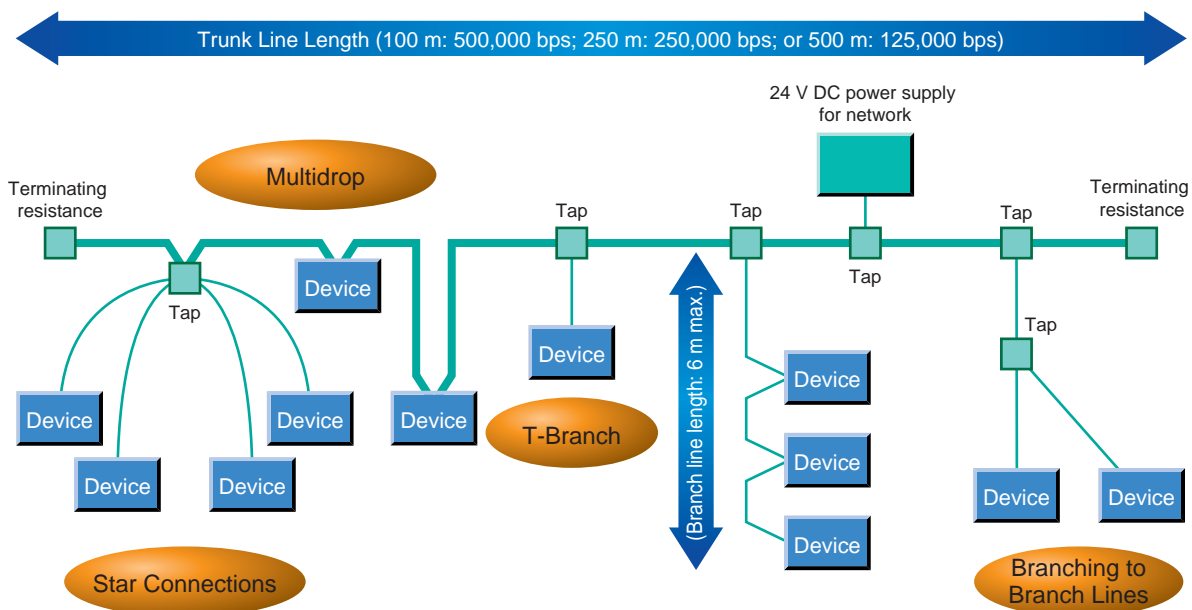 Trunk Line Length (100 m: 500,000 bps; 250 m: 250,000 bps; or 500 m: 125,000 bps)
24 V DC power supply
for network
Multidrop
Terminating
resistance
Tap
Tap
Tap
Terminating
resistance
Tap
Device
Tap
Tap
Device
Device
Device
Device
Device
Device
Device
Device
T-Branch
(Branch line length: 6 m max.)
Device
Device
Device
Device
Device
Star Connections
Branching to
Branch Lines